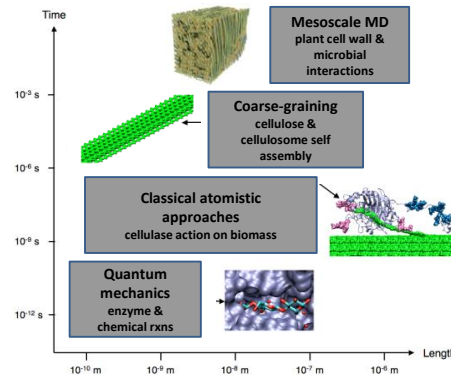 Time
Mesoscale MD
plant cell wall &
microbial
interactions
10⁻³ s
Coarse-graining
cellulose &
cellulosome self
assembly
10⁻⁶ s
Classical atomistic
approaches
cellulase action on biomass
10⁻⁹ s
Quantum
mechanics
enzyme &
chemical rxns
10⁻¹² s
10⁻¹⁰ m 10⁻⁹ m 10⁻⁸ m 10⁻⁷ m 10⁻⁶ m Length